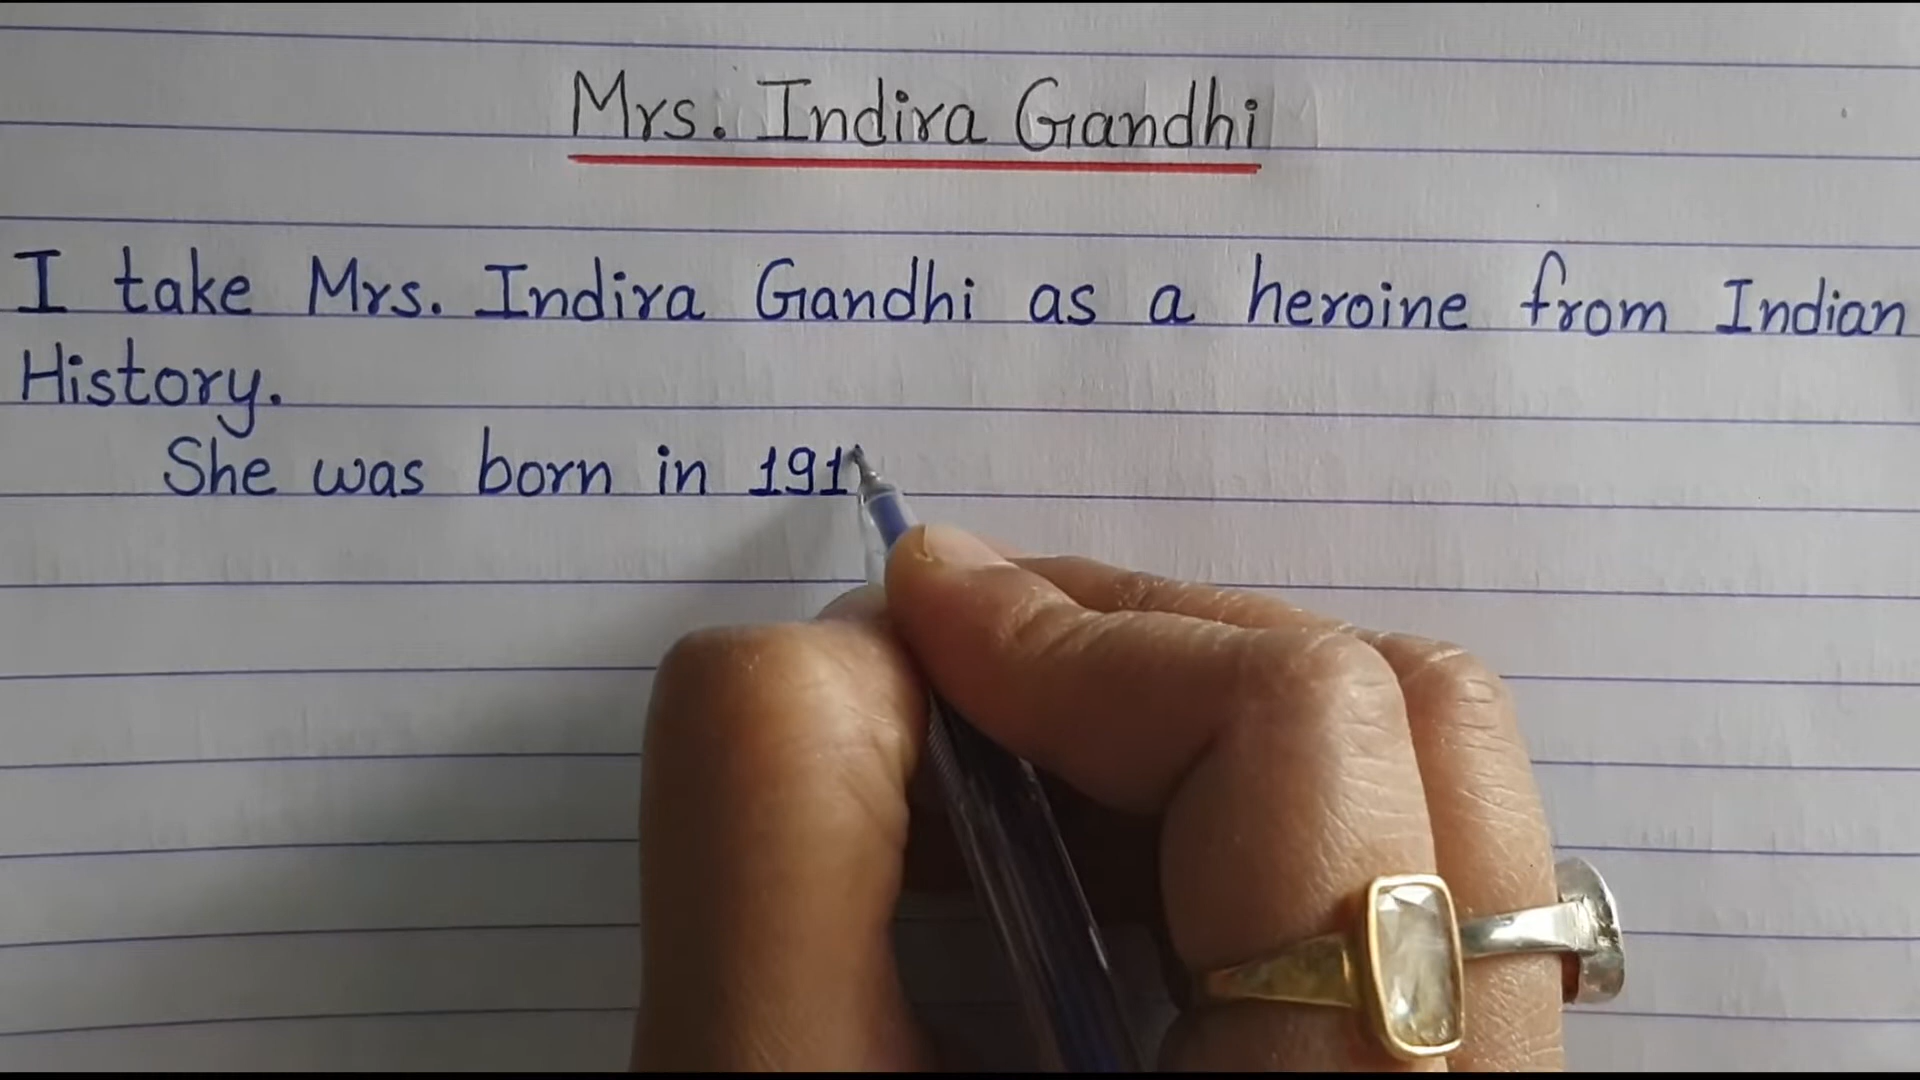 Mrs. Indira Gandhi
I take Mrs. Indira Gandhi as a heroine from Indian
History.
She was born in 191